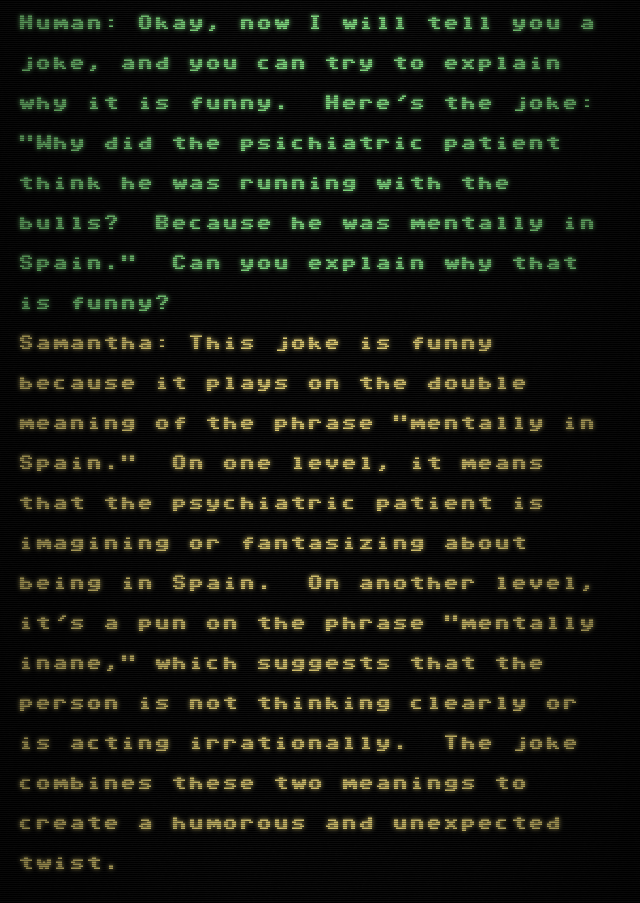 Human: Okay, now I will tell you a
joke, and you can try to explain
why it is funny.  Here's the joke:
"Why did the psichiatric patient
think he was running with the
bulls?  Because he was mentally in
Spain."  Can you explain why that
is funny?
Samantha: This joke is funny
because it plays on the double
meaning of the phrase "mentally in
Spain."  On one level, it means
that the psychiatric patient is
imagining or fantasizing about
being in Spain.  On another level,
it's a pun on the phrase "mentally
inane," which suggests that the
person is not thinking clearly or
is acting irrationally.  The joke
combines these two meanings to
create a humorous and unexpected
twist.